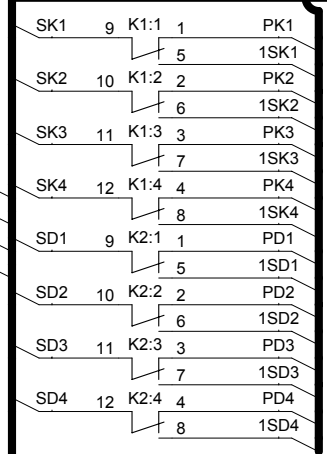 SK1 9 K1:1 1 PK1
5 1SK1
SK2 10 K1:2 2 PK2
6 1SK2
SK3 11 K1:3 3 PK3
7 1SK3
SK4 12 K1:4 4 PK4
8 1SK4
SD1 9 K2:1 1 PD1
5 1SD1
SD2 10 K2:2 2 PD2
6 1SD2
SD3 11 K2:3 3 PD3
7 1SD3
SD4 12 K2:4 4 PD4
8 1SD4